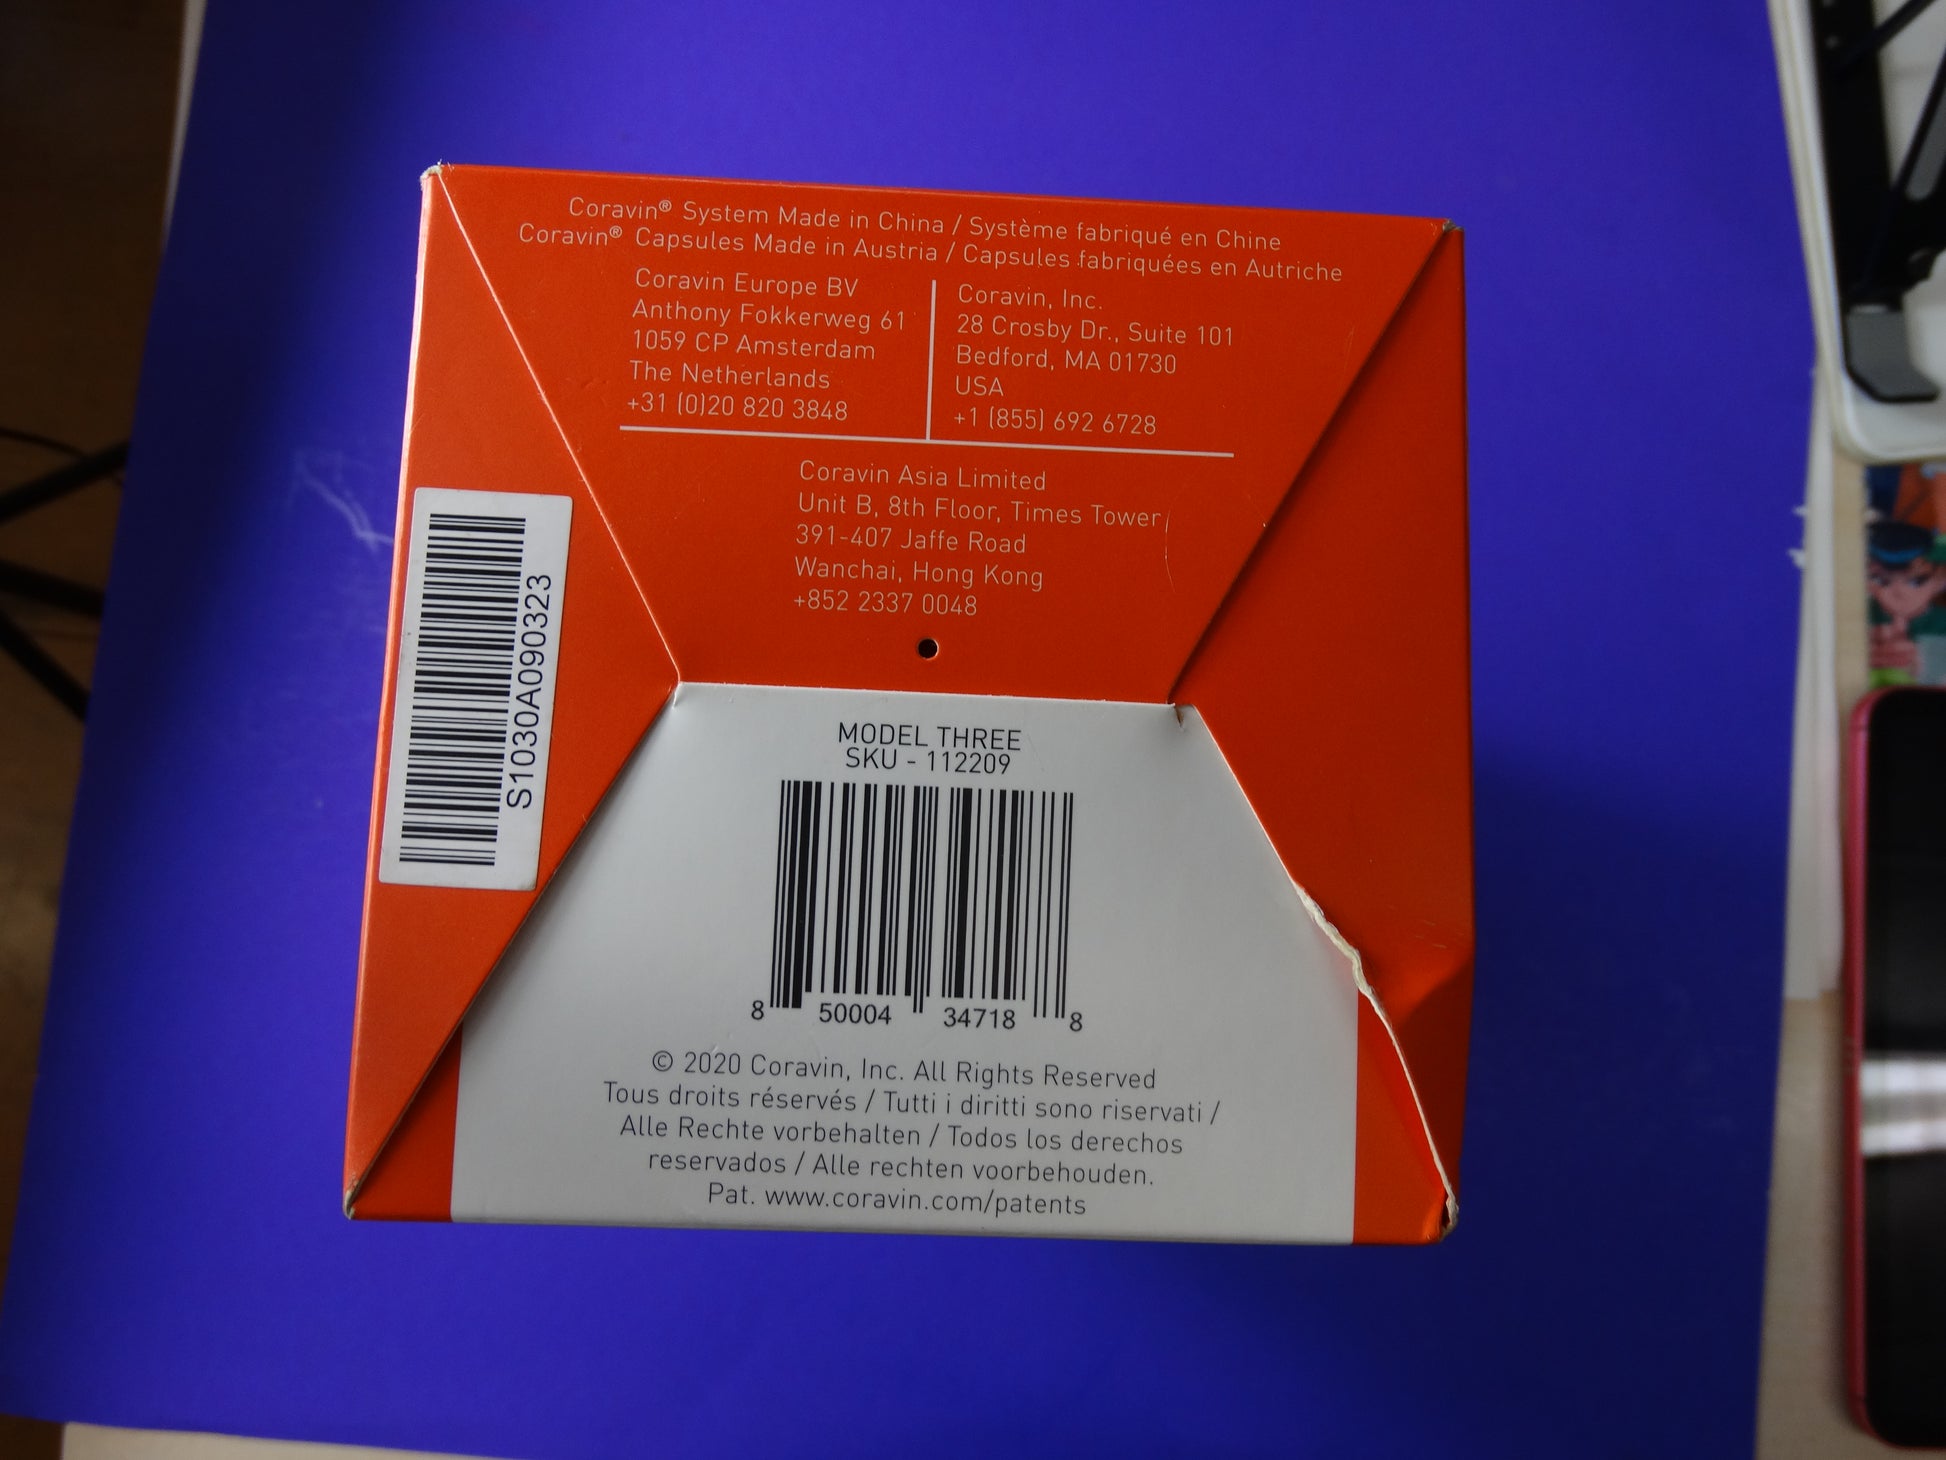 Coravin® System Made in China / Système fabriqué en Chine
Coravin® Capsules Made in Austria / Capsules fabriquées en Autriche
Coravin Europe BV
Anthony Fokkerweg 61
1059 CP Amsterdam
The Netherlands
+31 (0)20 820 3848
Coravin, Inc.
28 Crosby Dr., Suite 101
Bedford, MA 01730
USA
+1 (855) 692 6728
Coravin Asia Limited
Unit B, 8th Floor, Times Tower
391-407 Jaffe Road
Wanchai, Hong Kong
+852 2337 0048
S1030A090323
MODEL THREE
SKU - 112209
8 50004 34718 8
© 2020 Coravin, Inc. All Rights Reserved
Tous droits réservés / Tutti i diritti sono riservati /
Alle Rechte vorbehalten / Todos los derechos
reservados / Alle rechten voorbehouden.
Pat. www.coravin.com/patents